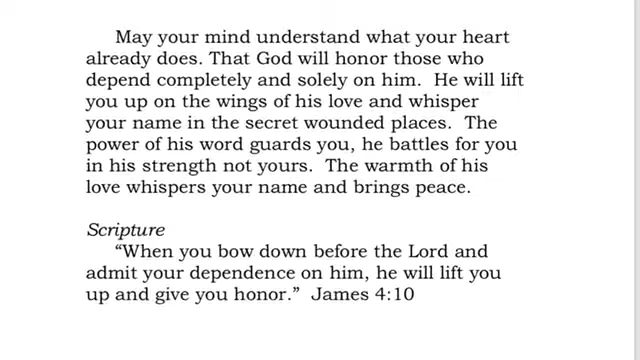 May your mind understand what your heart
already does. That God will honor those who
depend completely and solely on him. He will lift
you up on the wings of his love and whisper
your name in the secret wounded places. The
power of his word guards you, he battles for you
in his strength not yours. The warmth of his
love whispers your name and brings peace.
Scripture
“When you bow down before the Lord and
admit your dependence on him, he will lift you
up and give you honor.” James 4:10